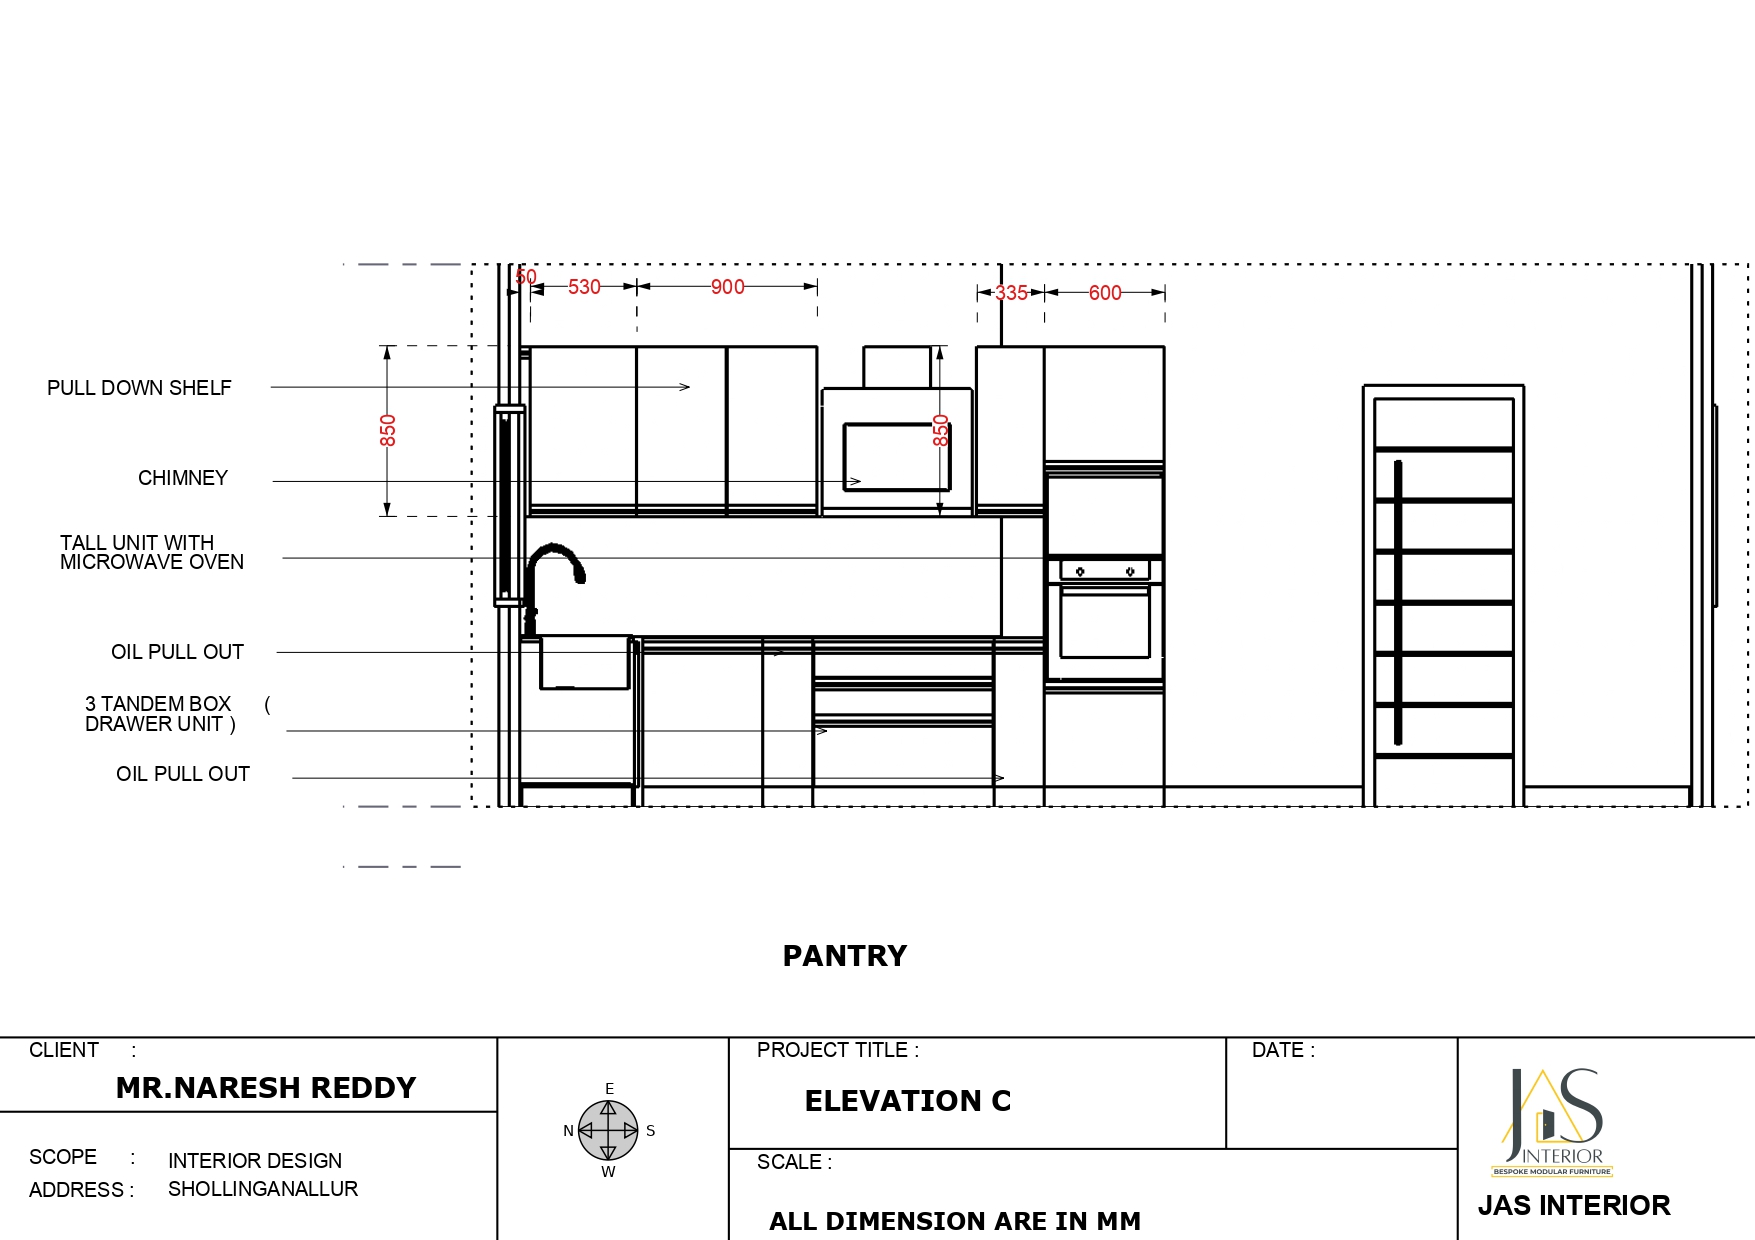 50
530
900
335
600
PULL DOWN SHELF
850
850
CHIMNEY
TALL UNIT WITH
MICROWAVE OVEN
OIL PULL OUT
3 TANDEM BOX (
DRAWER UNIT )
OIL PULL OUT
PANTRY
CLIENT :
MR.NARESH REDDY
SCOPE : INTERIOR DESIGN
ADDRESS : SHOLLINGANALLUR
E
N S
W
PROJECT TITLE :
ELEVATION C
DATE :
SCALE :
ALL DIMENSION ARE IN MM
JAS
INTERIOR
BESPOKE MODULAR FURNITURE
JAS INTERIOR